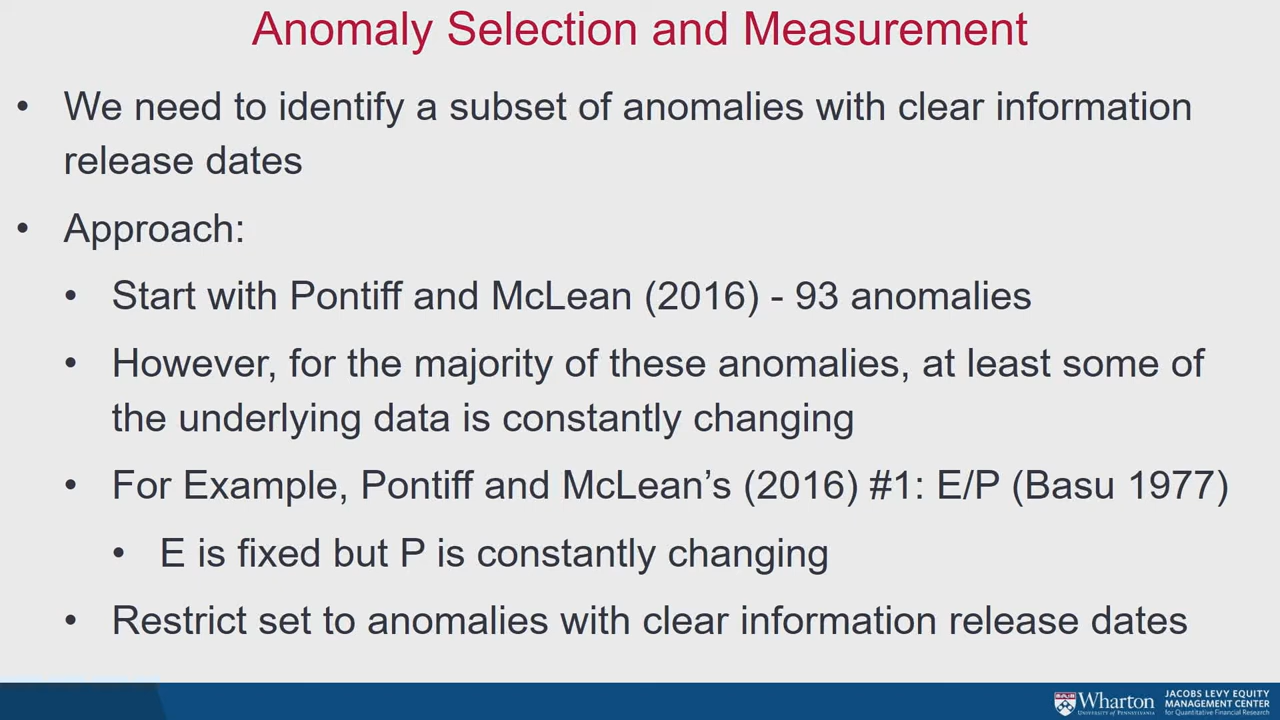 Anomaly Selection and Measurement
• We need to identify a subset of anomalies with clear information
release dates
• Approach:
• Start with Pontiff and McLean (2016) - 93 anomalies
• However, for the majority of these anomalies, at least some of
the underlying data is constantly changing
• For Example, Pontiff and McLean’s (2016) #1: E/P (Basu 1977)
• E is fixed but P is constantly changing
• Restrict set to anomalies with clear information release dates
Wharton
UNIVERSITY of PENNSYLVANIA
JACOBS LEVY EQUITY
MANAGEMENT CENTER
for Quantitative Financial Research